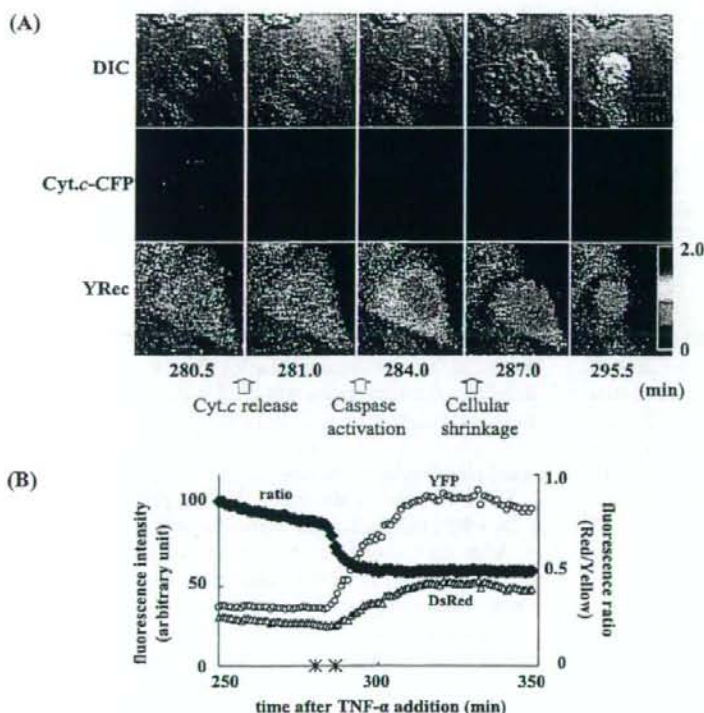 (A)
DIC
Cyt.c-CFP
YRec
2.0
0
280.5 281.0 284.0 287.0 295.5
(min)
Cyt.c release
Caspase activation
Cellular shrinkage
(B)
fluorescence intensity
(arbitrary unit)
100
50
0
ratio
YFP
DsRed
1.0
0.5
0
fluorescence ratio
(Red/Yellow)
250 300 350
time after TNF-α addition (min)